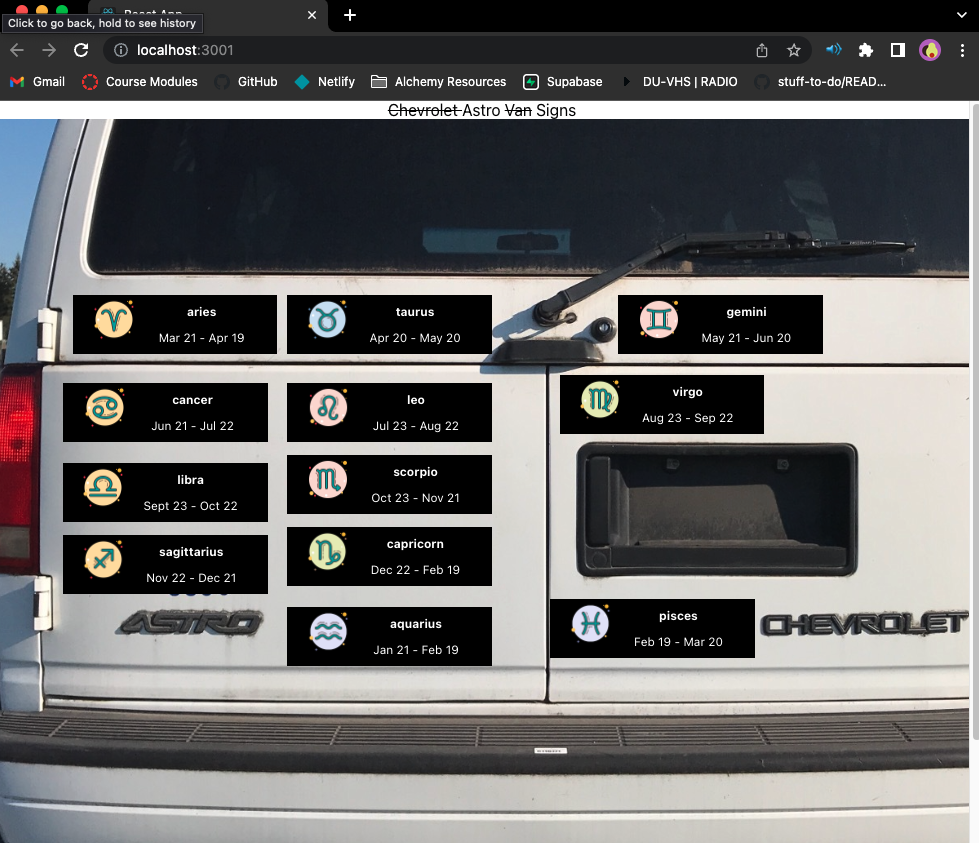 React App
Click to go back, hold to see history
localhost:3001
Gmail
Course Modules
GitHub
Netlify
Alchemy Resources
Supabase
DU-VHS | RADIO
stuff-to-do/READ...
Chevrolet Astro Van Signs
aries
Mar 21 - Apr 19
taurus
Apr 20 - May 20
gemini
May 21 - Jun 20
cancer
Jun 21 - Jul 22
leo
Jul 23 - Aug 22
virgo
Aug 23 - Sep 22
libra
Sept 23 - Oct 22
scorpio
Oct 23 - Nov 21
sagittarius
Nov 22 - Dec 21
capricorn
Dec 22 - Feb 19
aquarius
Jan 21 - Feb 19
pisces
Feb 19 - Mar 20
ASTRO
CHEVROLET